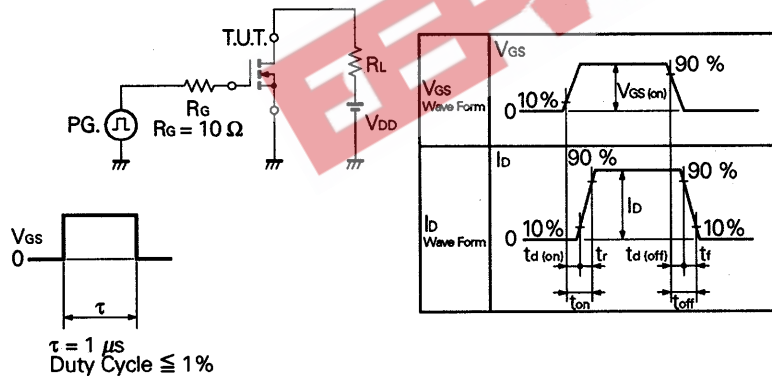 T.U.T.
RL
RG
RG = 10 Ω
PG.
VDD
VGS
0
τ
τ = 1 μs
Duty Cycle ≦ 1%
VGS
Wave Form
VGS
10%
0
VGS (on)
90 %
ID
Wave Form
ID
90 %
90 %
10%
0
ID
10%
td (on)
tr
td (off)
tf
ton
toff